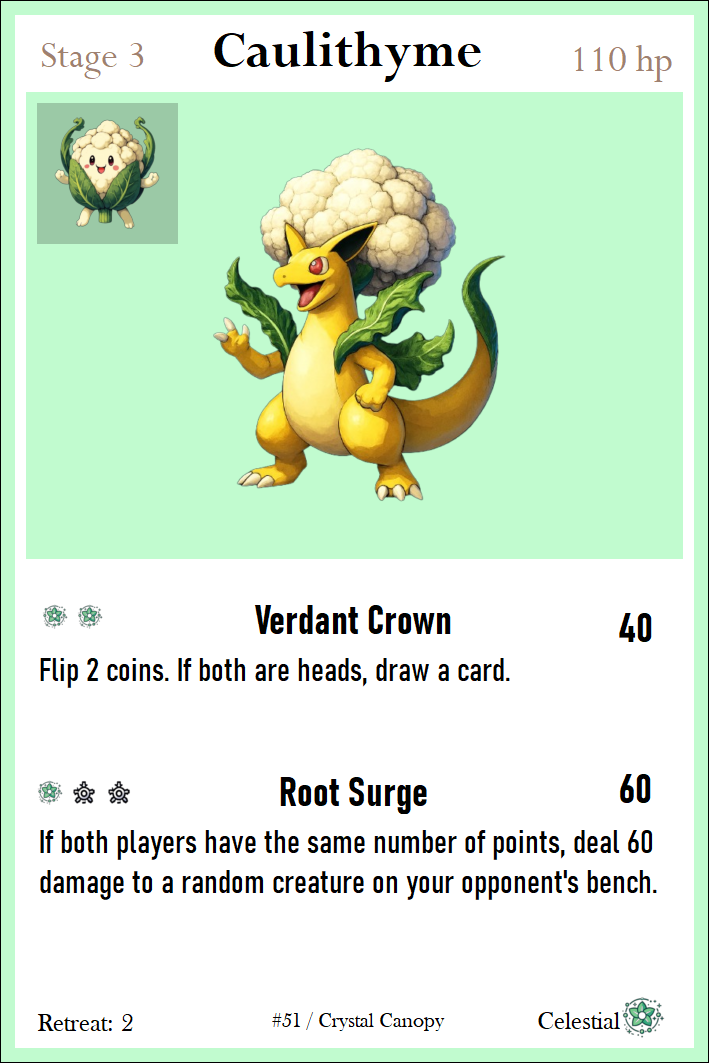 Stage 3
Caulithyme
110 hp
Verdant Crown
40
Flip 2 coins. If both are heads, draw a card.
Root Surge
60
If both players have the same number of points, deal 60
damage to a random creature on your opponent's bench.
Retreat: 2
#51 / Crystal Canopy
Celestial